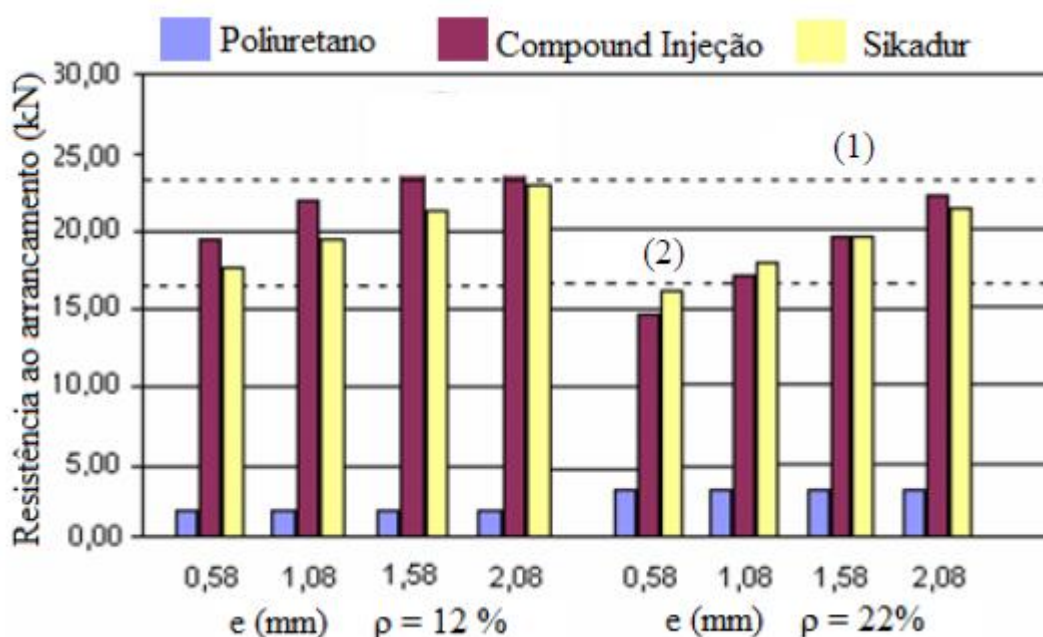 Poliuretano Compound Injeção Sikadur
Resistência ao arrancamento (kN)
30,00
25,00
20,00
15,00
10,00
5,00
0,00
(1)
(2)
0,58 1,08 1,58 2,08 0,58 1,08 1,58 2,08
e (mm) ρ = 12 % e (mm) ρ = 22%